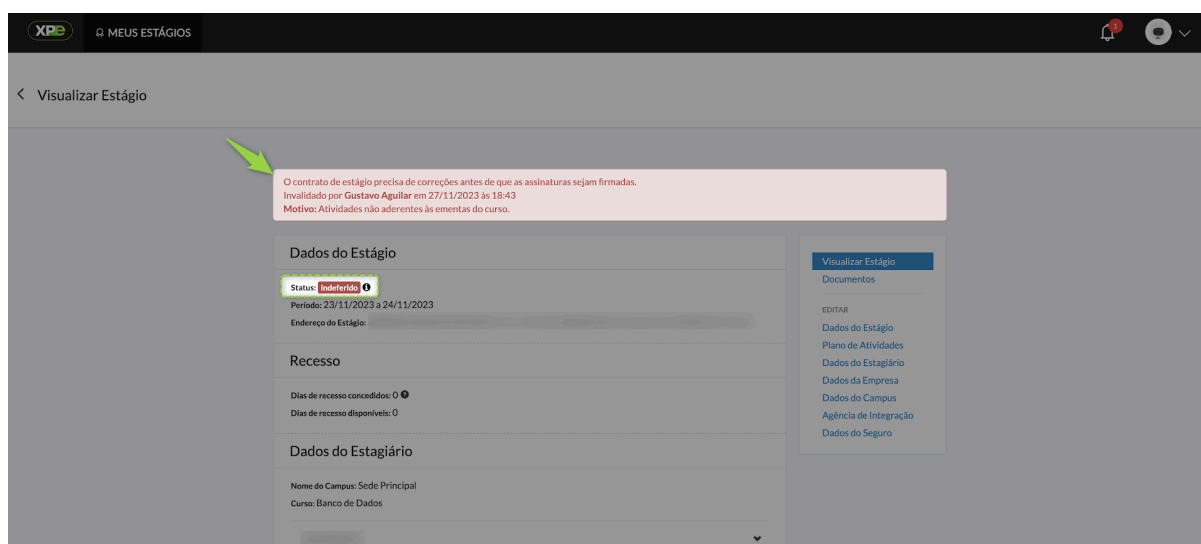 XPE
MEUS ESTÁGIOS
1
Visualizar Estágio
O contrato de estágio precisa de correções antes de que as assinaturas sejam firmadas.
Invalidado por Gustavo Aguilar em 27/11/2023 às 18:43
Motivo: Atividades não aderentes às ementas do curso.
Dados do Estágio
Status: Indeferido
Período: 23/11/2023 a 24/11/2023
Endereço do Estágio:
Recesso
Dias de recesso concedidos: 0
Dias de recesso disponíveis: 0
Dados do Estagiário
Nome do Campus: Sede Principal
Curso: Banco de Dados
Visualizar Estágio
Documentos
EDITAR
Dados do Estágio
Plano de Atividades
Dados do Estagiário
Dados da Empresa
Dados do Campus
Agência de Integração
Dados do Seguro